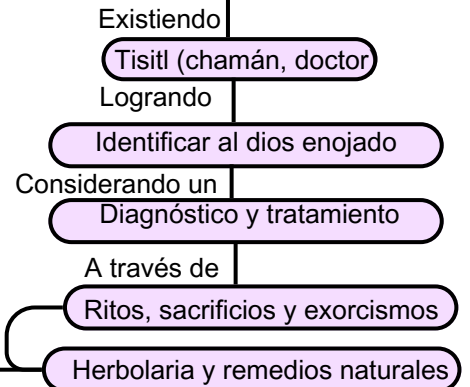 Existiendo
Tisitl (chamán, doctor
Logrando
Identificar al dios enojado
Considerando un
Diagnóstico y tratamiento
A través de
Ritos, sacrificios y exorcismos
Herbolaria y remedios naturales